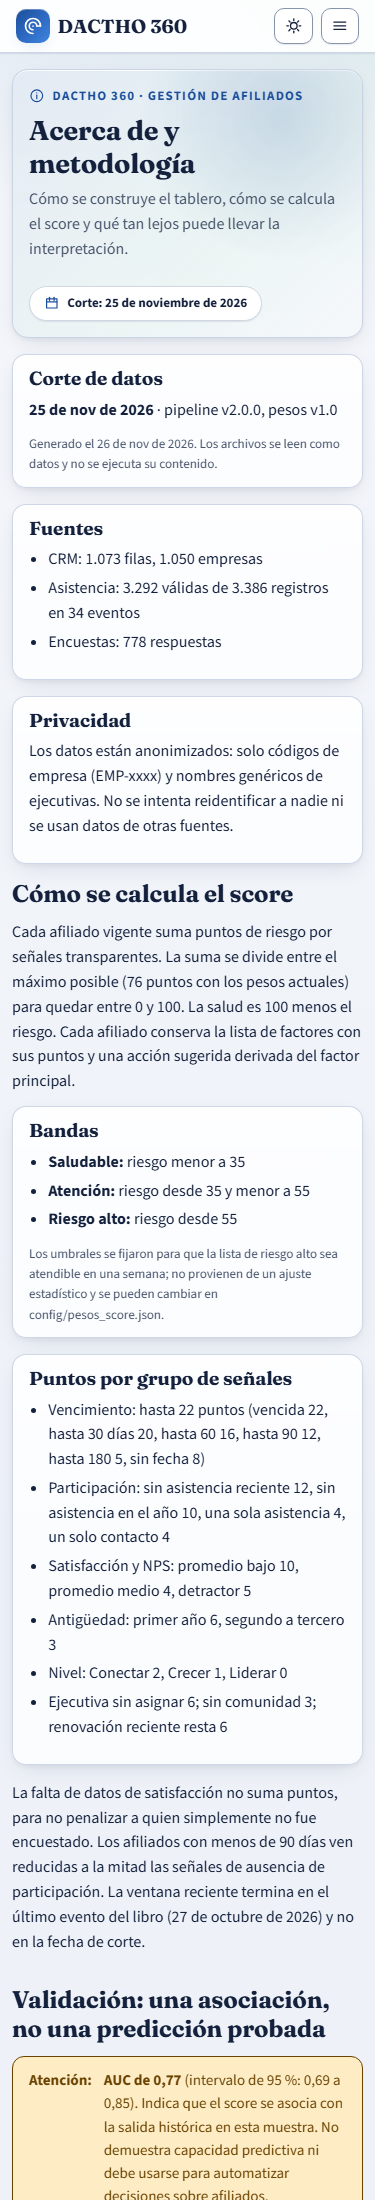 DACTHO 360
DACTHO 360 · GESTIÓN DE AFILIADOS
Acerca de y
metodología
Cómo se construye el tablero, cómo se calcula
el score y qué tan lejos puede llevar la
interpretación.
Corte: 25 de noviembre de 2026
Corte de datos
25 de nov de 2026 · pipeline v2.0.0, pesos v1.0
Generado el 26 de nov de 2026. Los archivos se leen como
datos y no se ejecuta su contenido.
Fuentes
• CRM: 1.073 filas, 1.050 empresas
• Asistencia: 3.292 válidas de 3.386 registros
en 34 eventos
• Encuestas: 778 respuestas
Privacidad
Los datos están anonimizados: solo códigos de
empresa (EMP-xxxx) y nombres genéricos de
ejecutivas. No se intenta reidentificar a nadie ni
se usan datos de otras fuentes.
Cómo se calcula el score
Cada afiliado vigente suma puntos de riesgo por
señales transparentes. La suma se divide entre el
máximo posible (76 puntos con los pesos actuales)
para quedar entre 0 y 100. La salud es 100 menos el
riesgo. Cada afiliado conserva la lista de factores con
sus puntos y una acción sugerida derivada del factor
principal.
Bandas
• Saludable: riesgo menor a 35
• Atención: riesgo desde 35 y menor a 55
• Riesgo alto: riesgo desde 55
Los umbrales se fijaron para que la lista de riesgo alto sea
atendible en una semana; no provienen de un ajuste
estadístico y se pueden cambiar en
config/pesos_score.json.
Puntos por grupo de señales
• Vencimiento: hasta 22 puntos (vencida 22,
hasta 30 días 20, hasta 60 16, hasta 90 12,
hasta 180 5, sin fecha 8)
• Participación: sin asistencia reciente 12, sin
asistencia en el año 10, una sola asistencia 4,
un solo contacto 4
• Satisfacción y NPS: promedio bajo 10,
promedio medio 4, detractor 5
• Antigüedad: primer año 6, segundo a tercero
3
• Nivel: Conectar 2, Crecer 1, Liderar 0
• Ejecutiva sin asignar 6; sin comunidad 3;
renovación reciente resta 6
La falta de datos de satisfacción no suma puntos,
para no penalizar a quien simplemente no fue
encuestado. Los afiliados con menos de 90 días ven
reducidas a la mitad las señales de ausencia de
participación. La ventana reciente termina en el
último evento del libro (27 de octubre de 2026) y no
en la fecha de corte.
Validación: una asociación,
no una predicción probada
Atención: AUC de 0,77 (intervalo de 95 %: 0,69 a
0,85). Indica que el score se asocia con
la salida histórica en esta muestra. No
demuestra capacidad predictiva ni
debe usarse para automatizar
decisiones sobre afiliados.